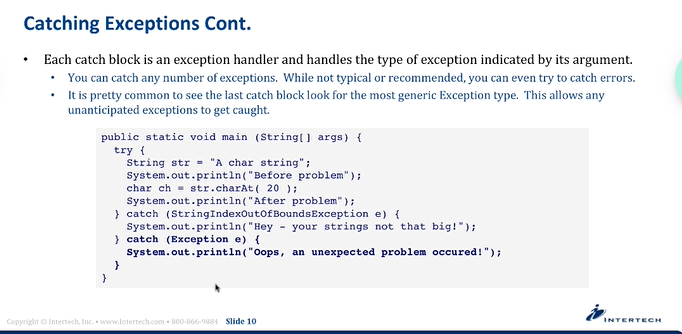 Catching Exceptions Cont.
• Each catch block is an exception handler and handles the type of exception indicated by its argument.
• You can catch any number of exceptions. While not typical or recommended, you can even try to catch errors.
• It is pretty common to see the last catch block look for the most generic Exception type. This allows any
unanticipated exceptions to get caught.
public static void main (String[] args) {
try {
String str = "A char string";
System.out.println("Before problem");
char ch = str.charAt( 20 );
System.out.println("After problem");
} catch (StringIndexOutOfBoundsException e) {
System.out.println("Hey - your strings not that big!");
} catch (Exception e) {
System.out.println("Oops, an unexpected problem occured!");
}
}
Copyright © Intertech, Inc. • www.Intertech.com • 800-866-9884 Slide 10
INTERTECH